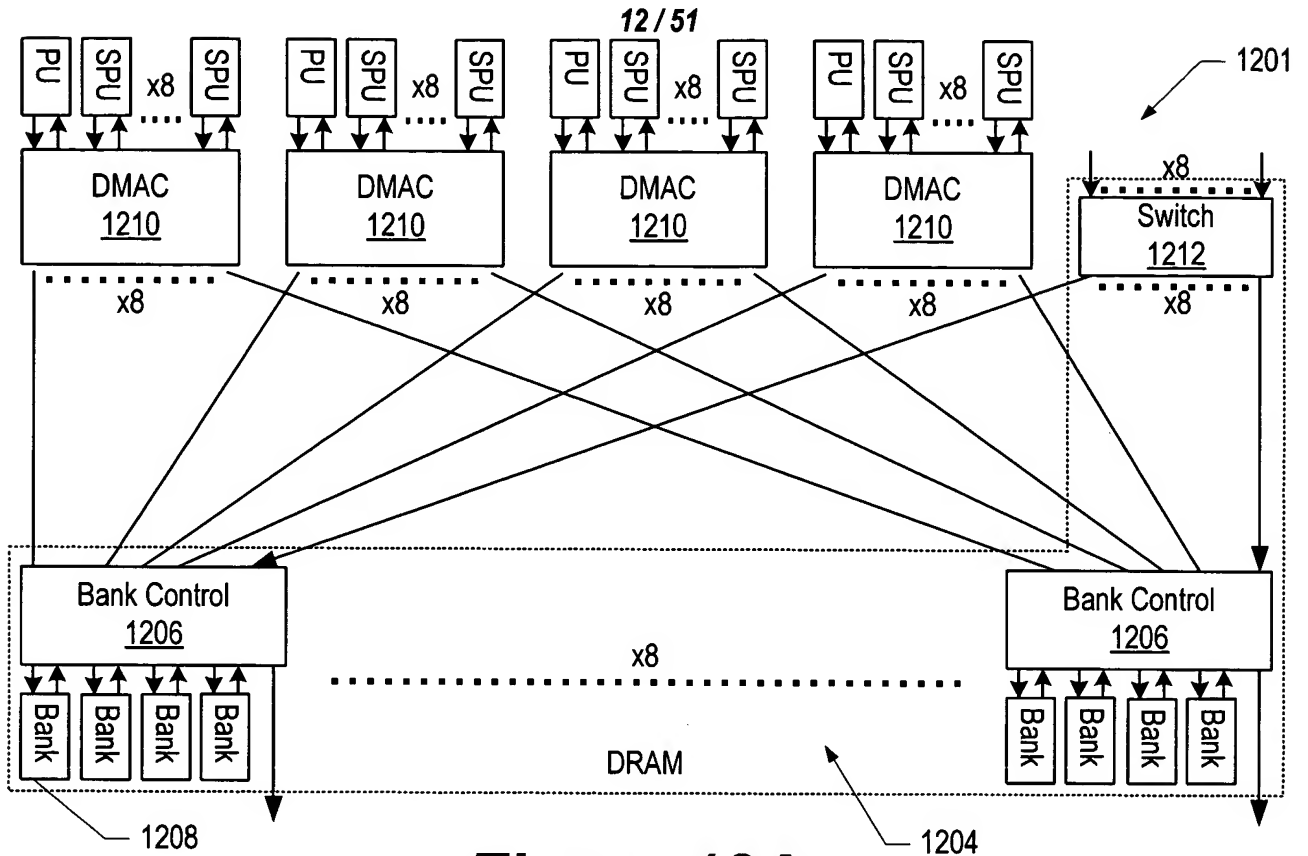 12 / 51
PU SPU x8 SPU PU SPU x8 SPU PU SPU x8 SPU PU SPU x8 SPU
1201
DMAC DMAC DMAC DMAC
1210 1210 1210 1210
x8
Switch
1212
x8 x8 x8 x8 x8
Bank Control Bank Control
1206 1206
x8
Bank Bank Bank Bank Bank Bank Bank Bank
DRAM
1208 1204